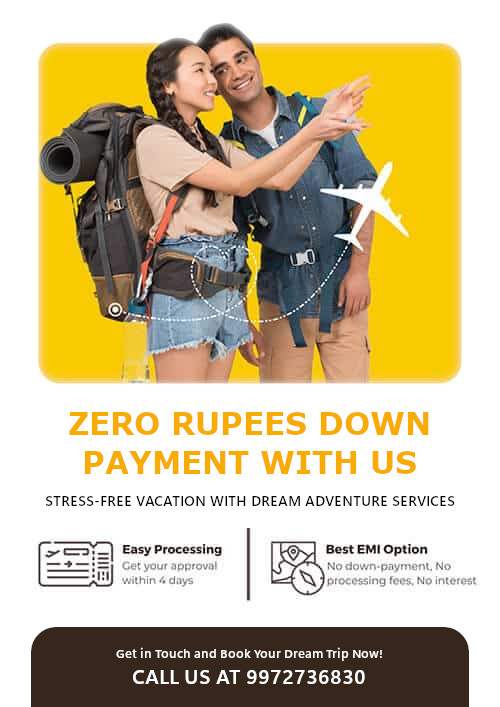 ZERO RUPEES DOWN
PAYMENT WITH US
STRESS-FREE VACATION WITH DREAM ADVENTURE SERVICES
Easy Processing
Get your approval
within 4 days
Best EMI Option
No down-payment, No
processing fees, No interest
Get in Touch and Book Your Dream Trip Now!
CALL US AT 9972736830